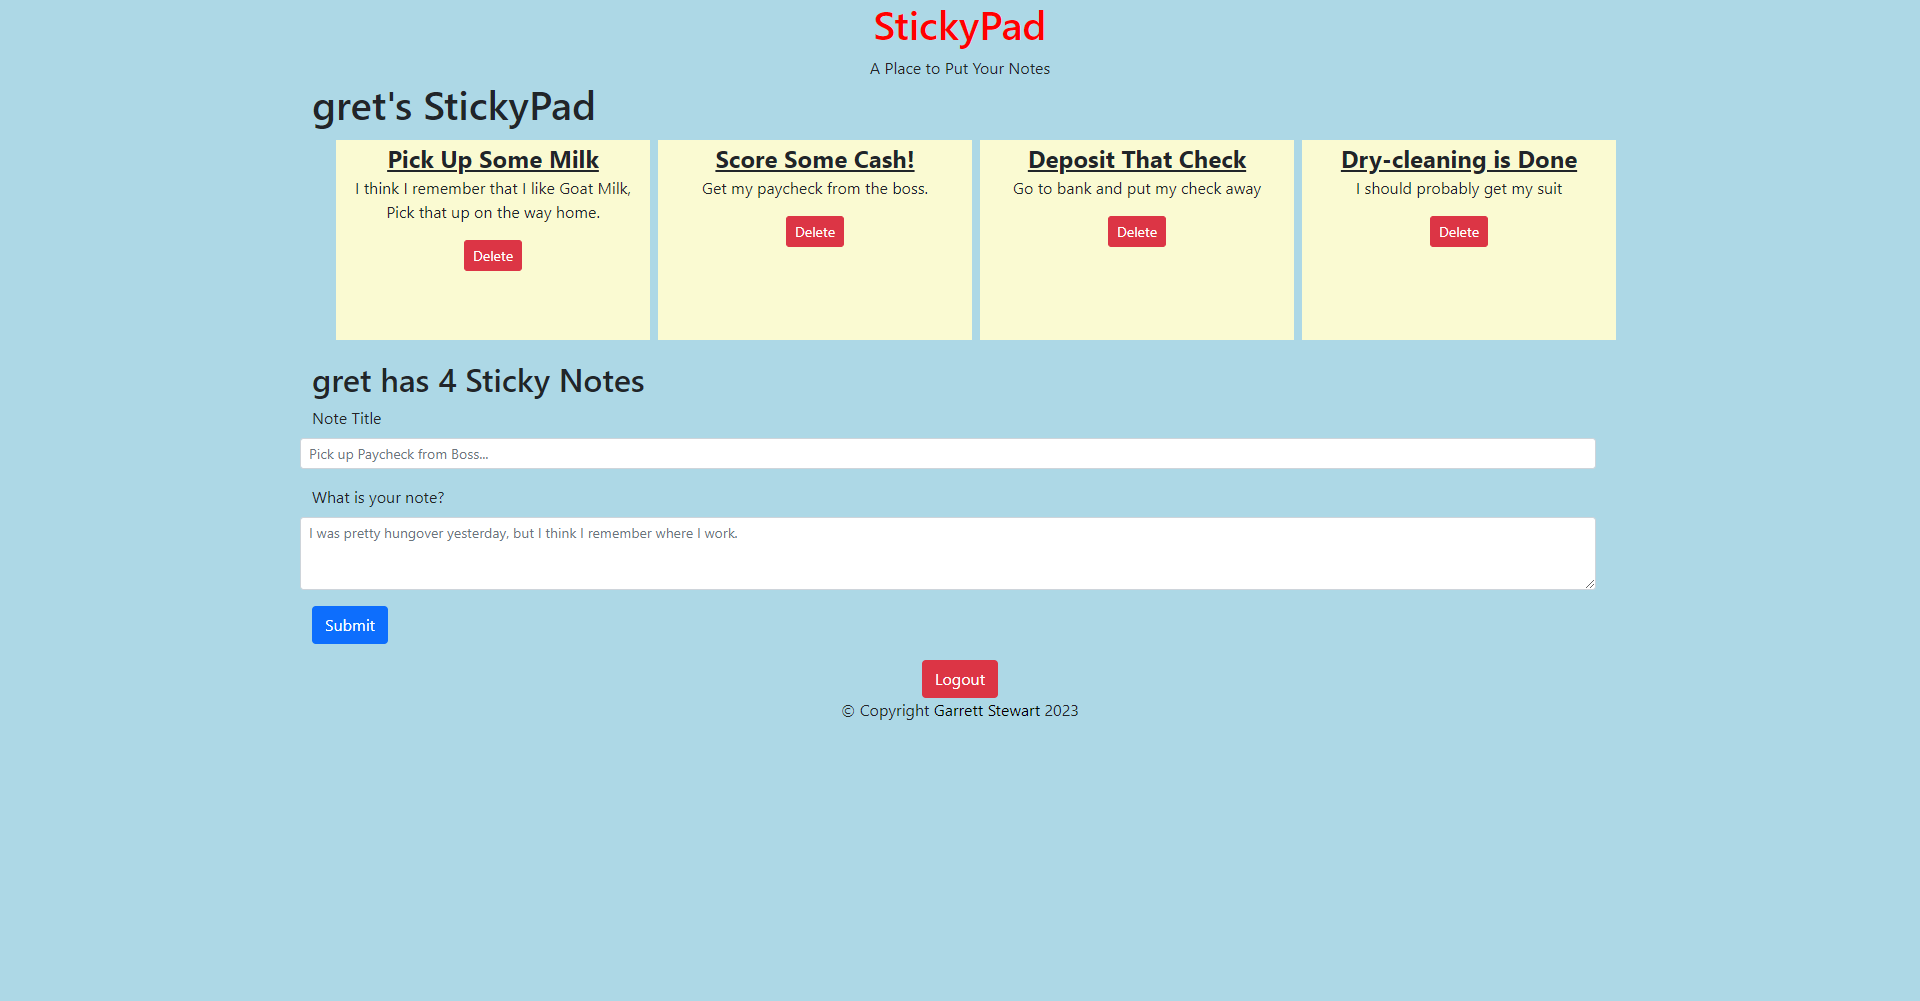 StickyPad
A Place to Put Your Notes
gret's StickyPad
Pick Up Some Milk
I think I remember that I like Goat Milk,
Pick that up on the way home.
Delete
Score Some Cash!
Get my paycheck from the boss.
Delete
Deposit That Check
Go to bank and put my check away
Delete
Dry-cleaning is Done
I should probably get my suit
Delete
gret has 4 Sticky Notes
Note Title
Pick up Paycheck from Boss...
What is your note?
I was pretty hungover yesterday, but I think I remember where I work.
Submit
Logout
© Copyright Garrett Stewart 2023